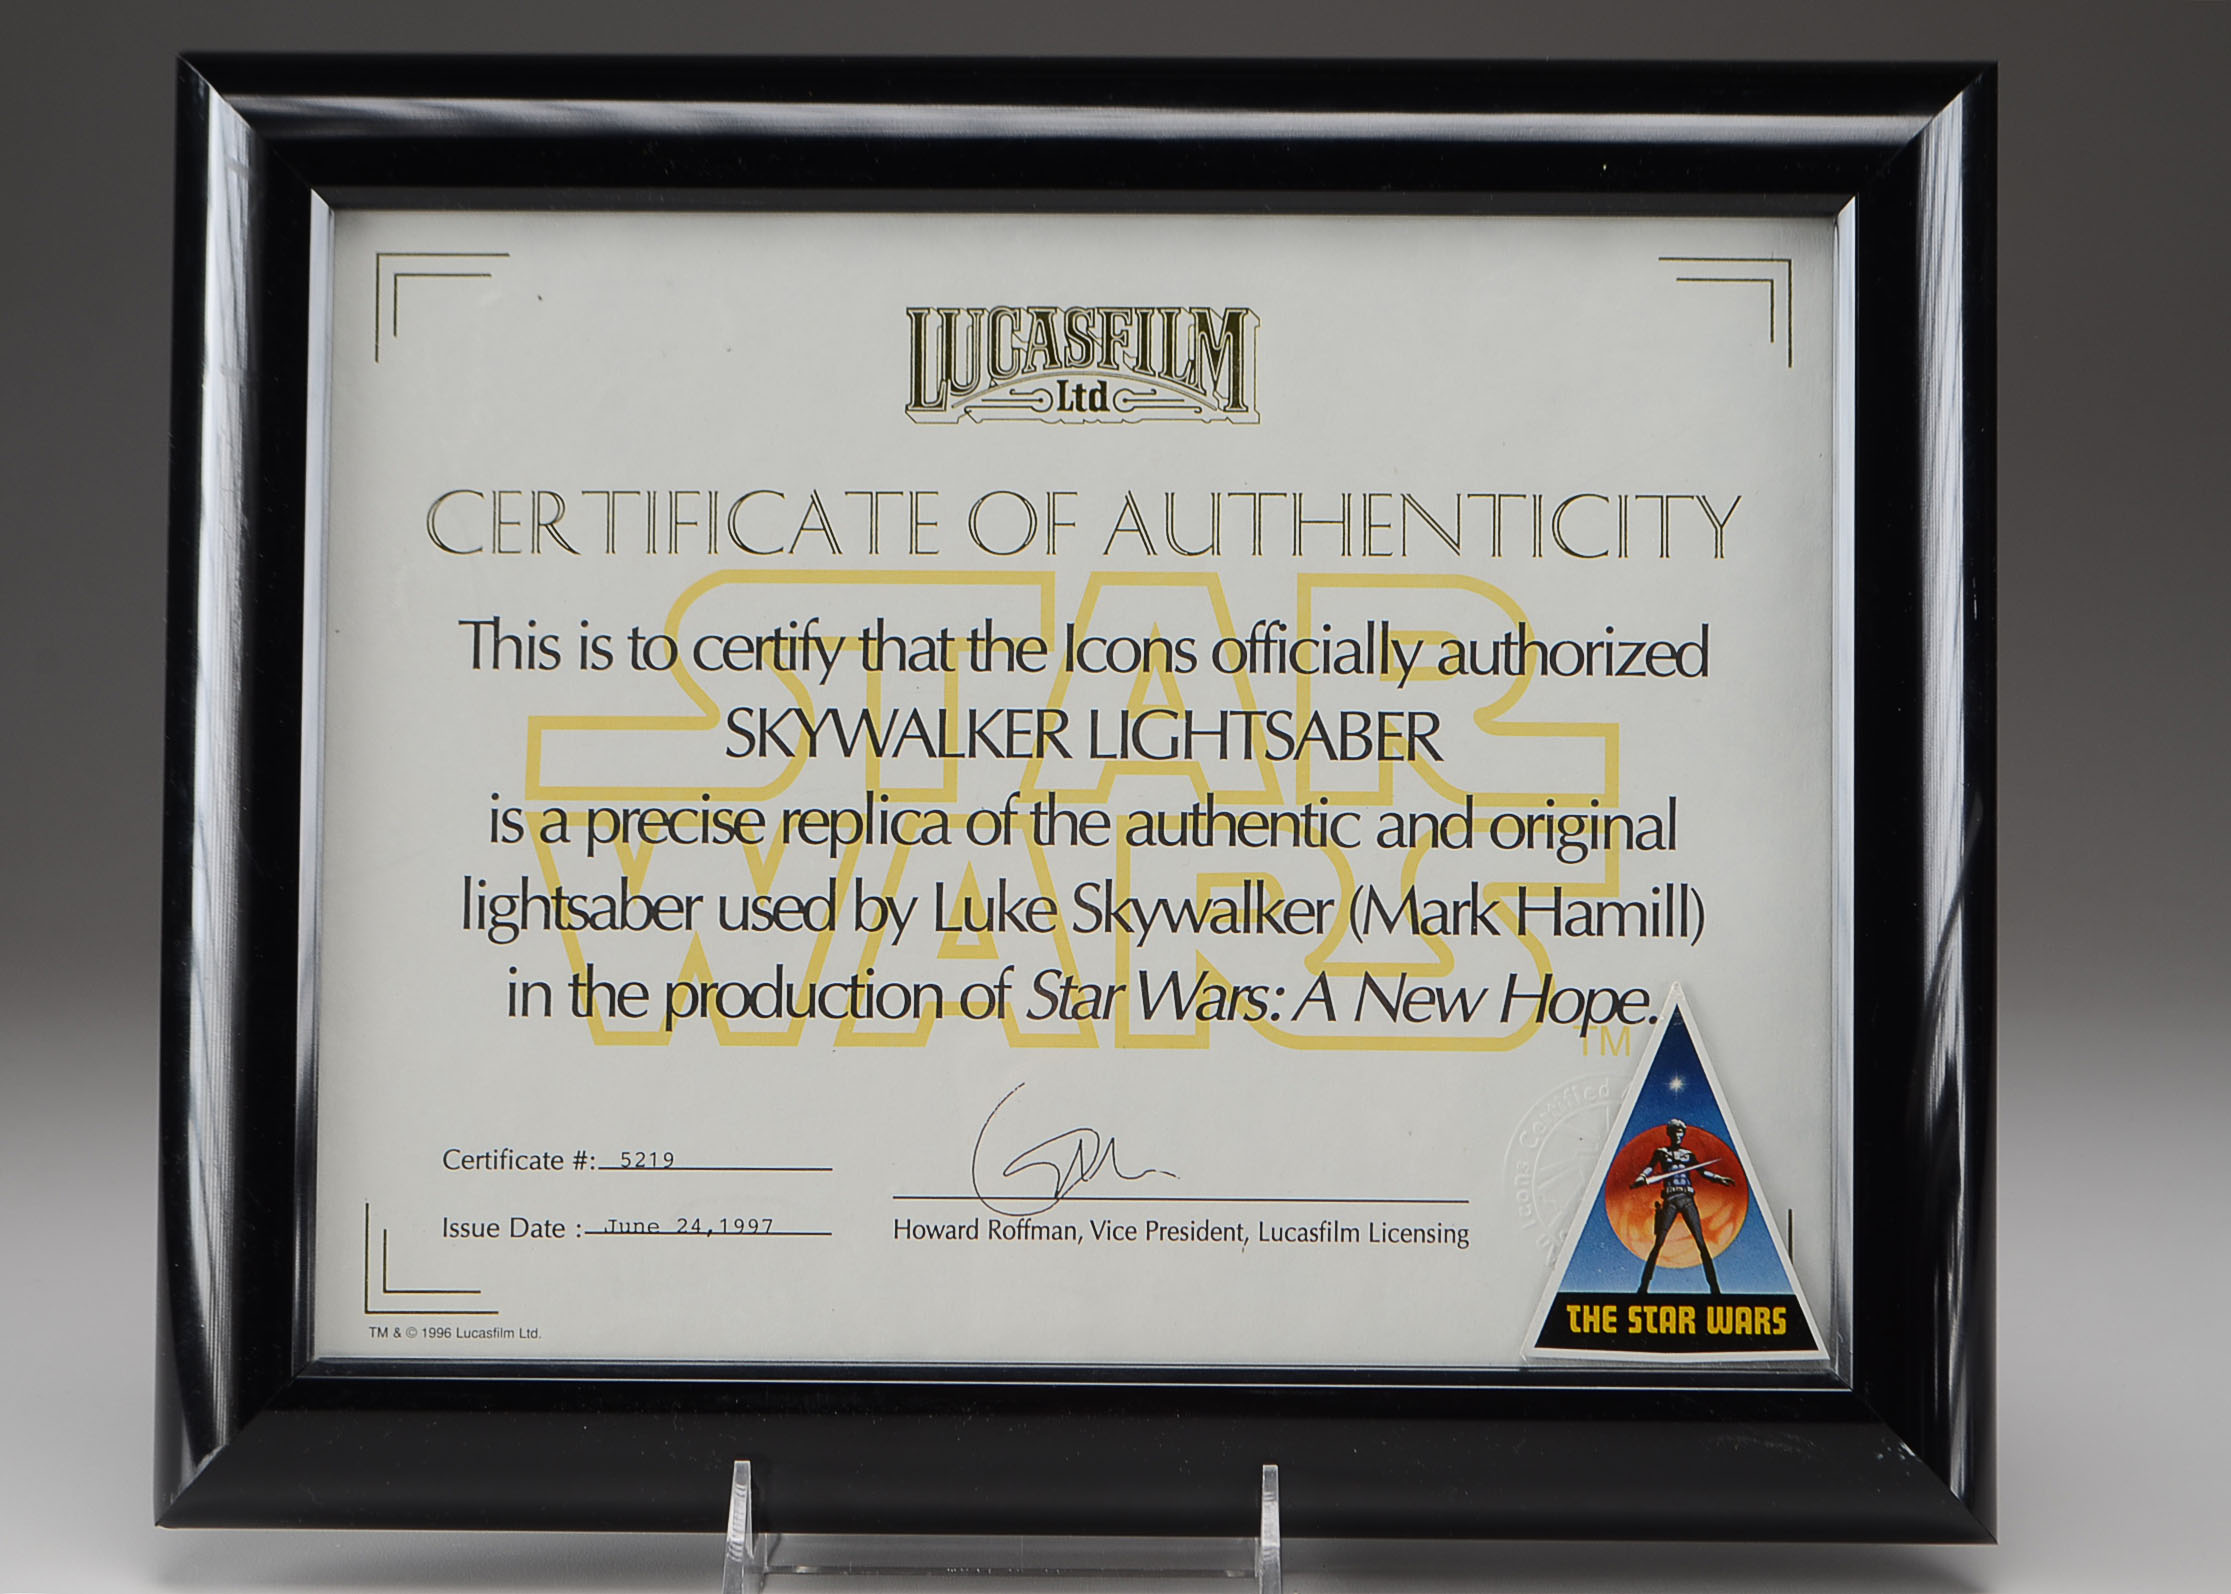 LUCASFILM
Ltd
CERTIFICATE OF AUTHENTICITY
STAR
WARS
TM
This is to certify that the Icons officially authorized
SKYWALKER LIGHTSABER
is a precise replica of the authentic and original
lightsaber used by Luke Skywalker (Mark Hamill)
in the production of Star Wars: A New Hope.
Certificate #: 5219
Issue Date : June 24,1997
Howard Roffman, Vice President, Lucasfilm Licensing
Icons Certified
THE STAR WARS
TM & © 1996 Lucasfilm Ltd.